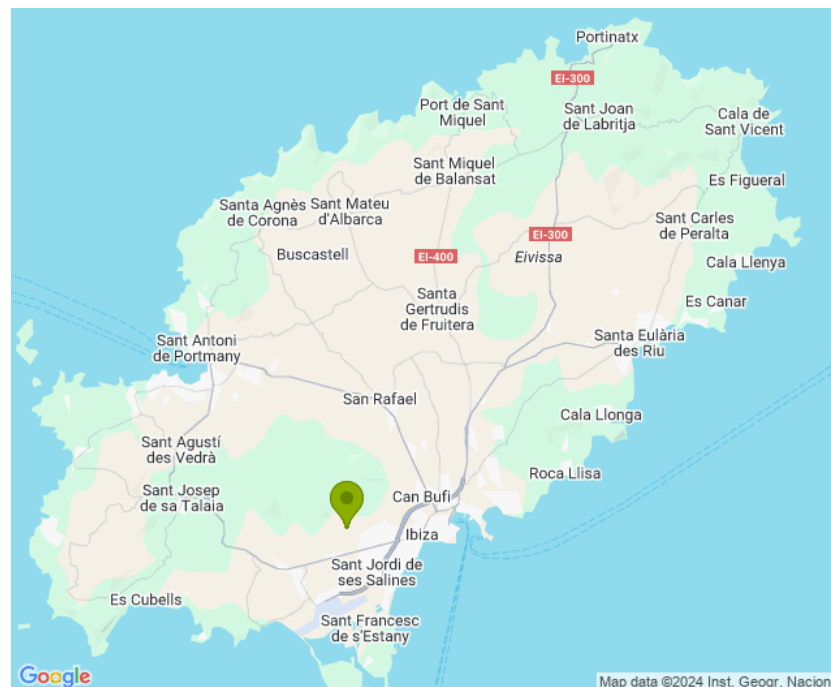 Portinatx
EI-300
Port de Sant
Miquel
Sant Joan
de Labritja
Cala de
Sant Vicent
Sant Miquel
de Balansat
Es Figueral
Santa Agnès
de Corona
Sant Mateu
d'Albarca
Sant Carles
de Peralta
EI-300
Buscastell
EI-400
Eivissa
Cala Llenya
Santa
Gertrudis
de Fruitera
Es Canar
Sant Antoni
de Portmany
Santa Eulària
des Riu
San Rafael
Cala Llonga
Sant Agustí
des Vedrà
Roca Llisa
Sant Josep
de sa Talaia
Can Bufi
Ibiza
Sant Jordi de
ses Salines
Es Cubells
Sant Francesc
de s'Estany
Google
Map data ©2024 Inst. Geogr. Nacion